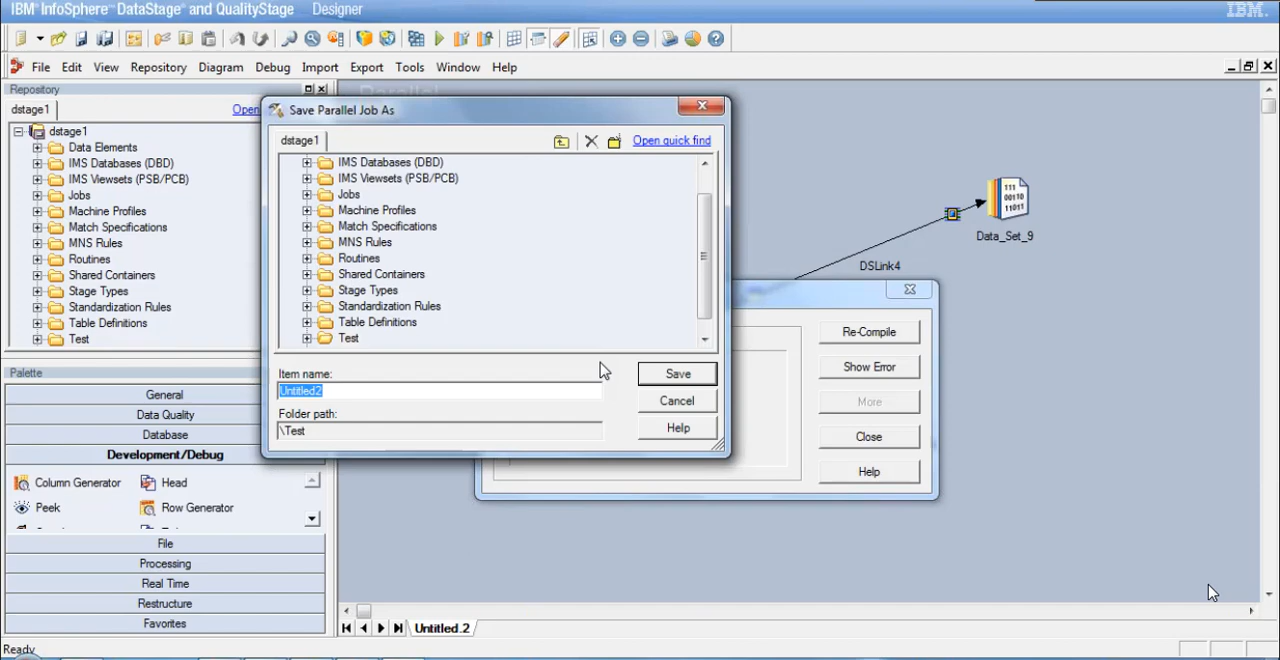 IBM® InfoSphere™ DataStage® and QualityStage Designer
IBM.
File Edit View Repository Diagram Debug Import Export Tools Window Help
Repository
dstage1
Open
dstage1
Data Elements
IMS Databases (DBD)
IMS Viewsets (PSB/PCB)
Jobs
Machine Profiles
Match Specifications
MNS Rules
Routines
Shared Containers
Stage Types
Standardization Rules
Table Definitions
Test
Palette
General
Data Quality
Database
Development/Debug
Column Generator
Head
Peek
Row Generator
File
Processing
Real Time
Restructure
Favorites
Parallel
Save Parallel Job As
dstage1
Open quick find
IMS Databases (DBD)
IMS Viewsets (PSB/PCB)
Jobs
Machine Profiles
Match Specifications
MNS Rules
Routines
Shared Containers
Stage Types
Standardization Rules
Table Definitions
Test
Item name:
Untitled2
Folder path:
\Test
Save
Cancel
Help
111
00110
11011
Data_Set_9
DSLink4
Re-Compile
Show Error
More
Close
Help
Untitled.2
Ready